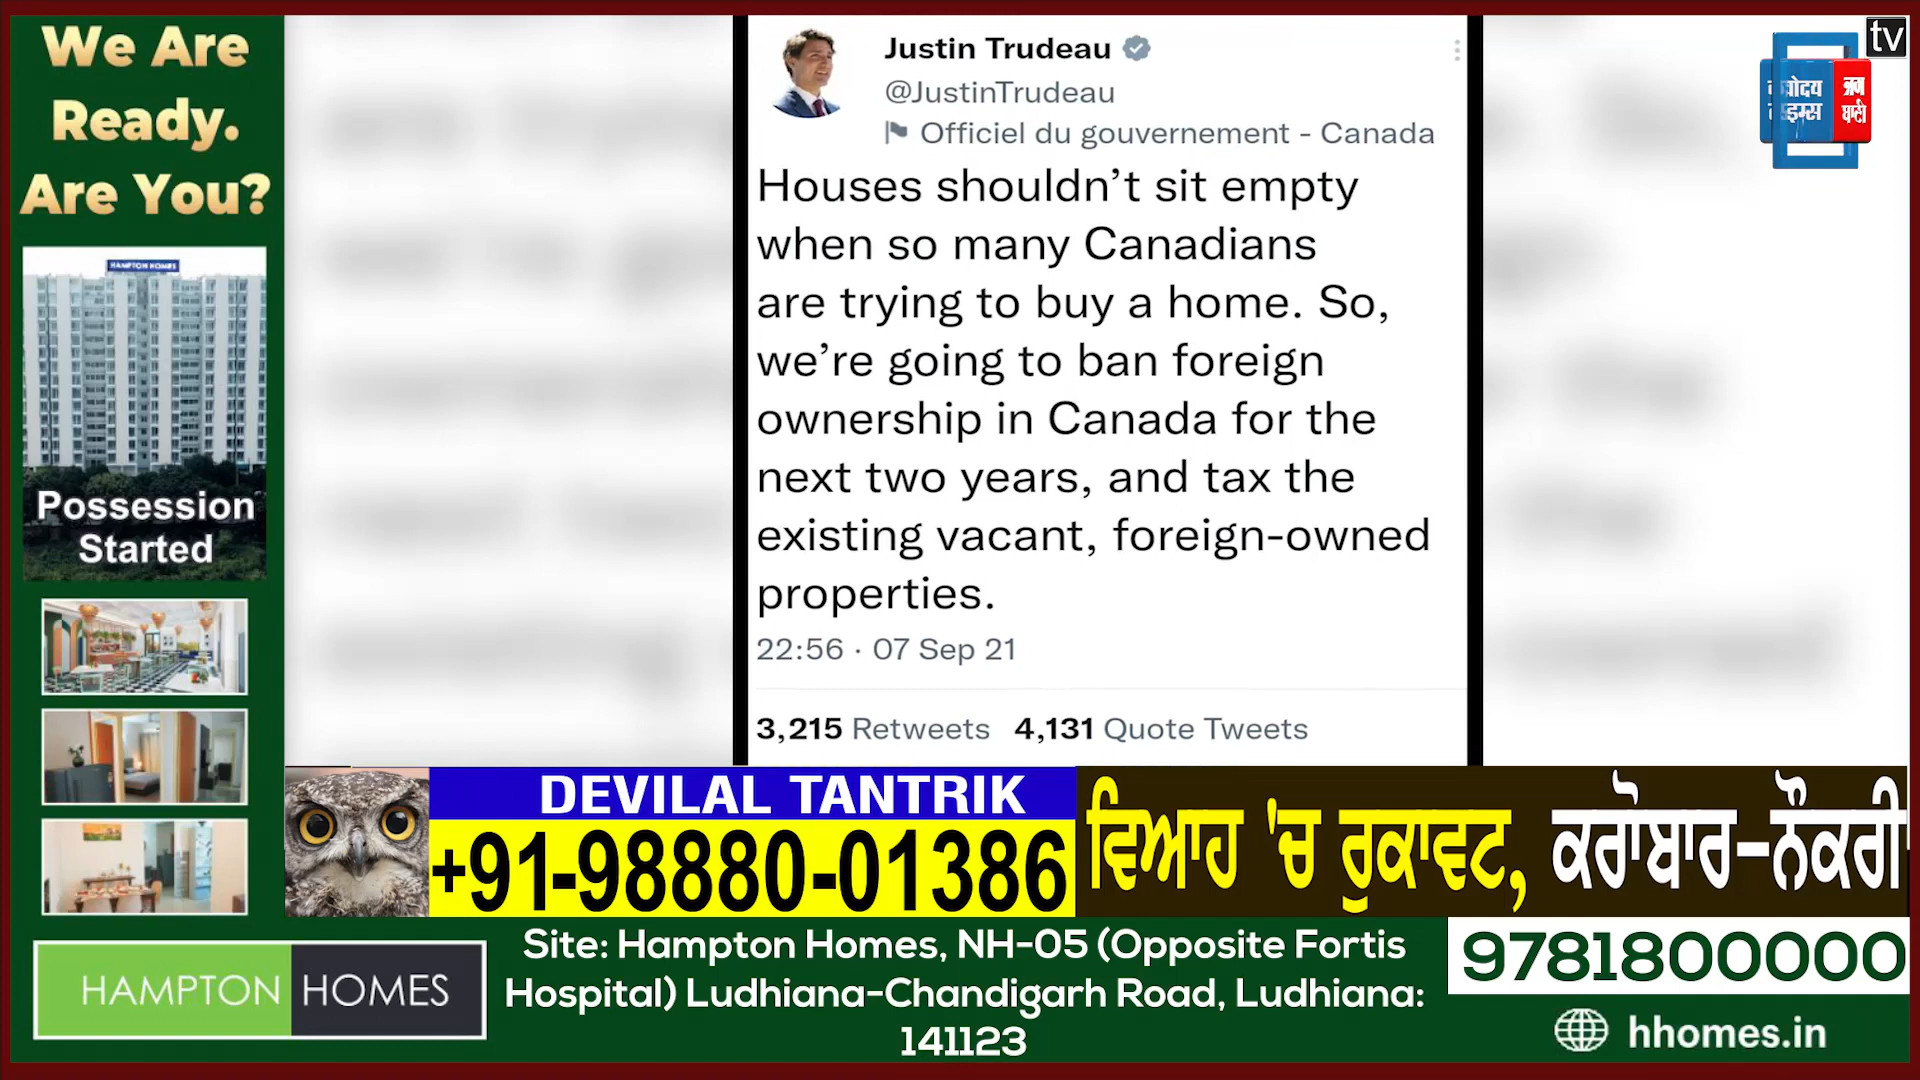 We Are
Ready.
Are You?
HAMPTON HOMES
Possession
Started
Justin Trudeau
@JustinTrudeau
Officiel du gouvernement - Canada
Houses shouldn’t sit empty
when so many Canadians
are trying to buy a home. So,
we’re going to ban foreign
ownership in Canada for the
next two years, and tax the
existing vacant, foreign-owned
properties.
22:56 · 07 Sep 21
3,215 Retweets 4,131 Quote Tweets
tv
DEVILAL TANTRIK
+91-98880-01386
ਵਿਆਹ 'ਚ ਰੁਕਾਵਟ, ਕਰੋਬਾਰ-ਨੌਕਰੀ
HAMPTON HOMES
Site: Hampton Homes, NH-05 (Opposite Fortis
Hospital) Ludhiana-Chandigarh Road, Ludhiana:
141123
9781800000
hhomes.in